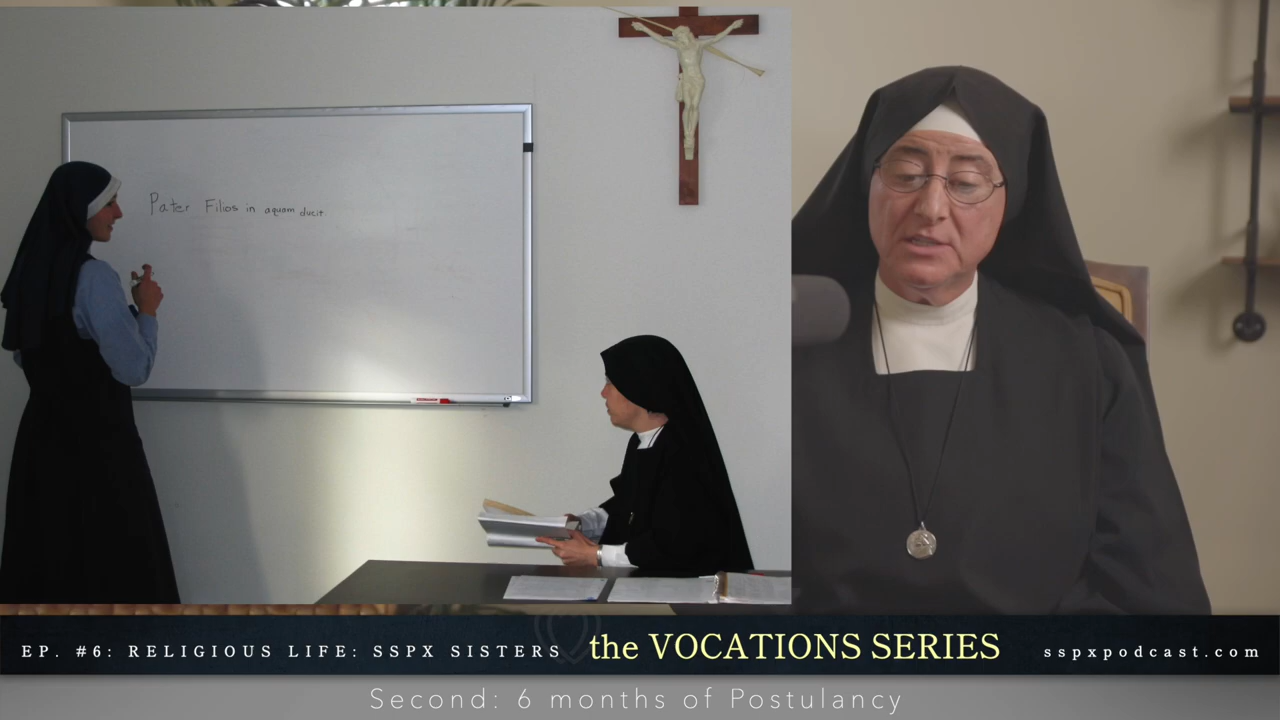 Pater Filios in aquam ducit
EP. #6: RELIGIOUS LIFE: SSPX SISTERS
the VOCATIONS SERIES
sspxpodcast.com
Second: 6 months of Postulancy